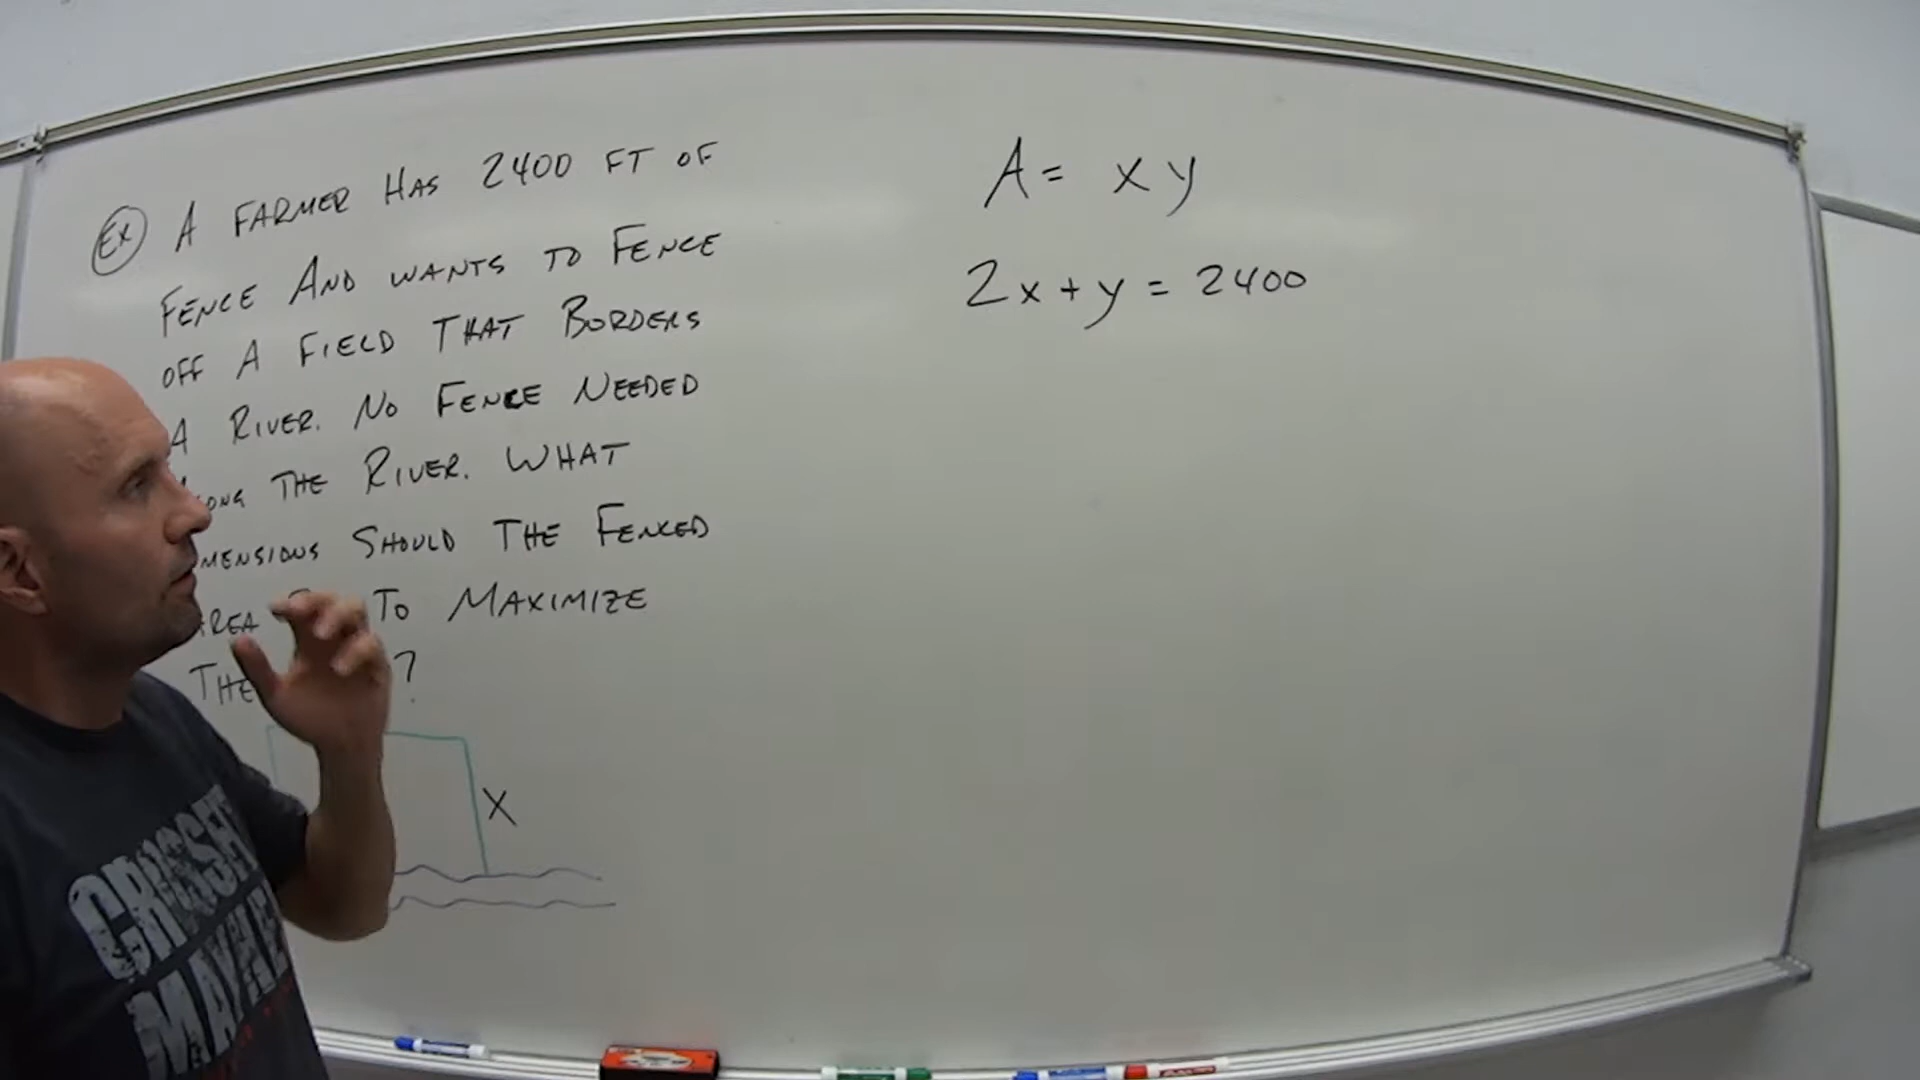 EX A FARMER HAS 2400 FT OF
FENCE AND WANTS TO FENCE
OFF A FIELD THAT BORDERS
A RIVER. NO FENCE NEEDED
THE RIVER. WHAT
SHOULD THE FENCED
TO MAXIMIZE
THE ?
X
A = xy
2x + y = 2400